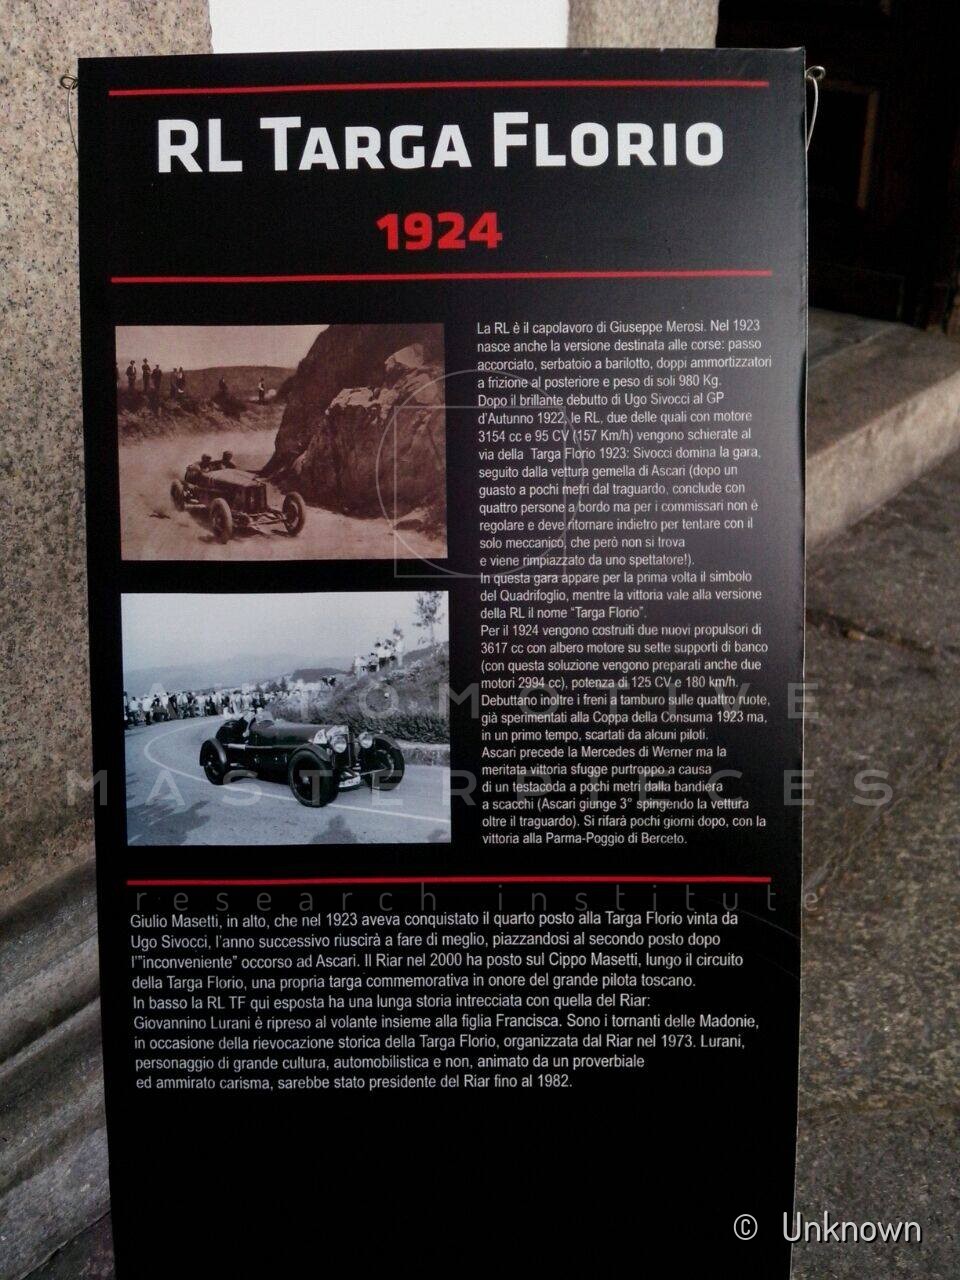 RL TARGA FLORIO
1924
La RL è il capolavoro di Giuseppe Merosi. Nel 1923
nasce anche la versione destinata alle corse: passo
accorciato, serbatoio a barilotto, doppi ammortizzatori
a frizione al posteriore e peso di soli 980 Kg.
Dopo il brillante debutto di Ugo Sivocci al GP
d'Autunno 1922, le RL, due delle quali con motore
3154 cc e 95 CV (157 Km/h) vengono schierate al
via della Targa Florio 1923: Sivocci domina la gara,
seguito dalla vettura gemella di Ascari (dopo un
guasto a pochi metri dal traguardo, conclude con
quattro persone a bordo ma per i commissari non è
regolare e deve ritornare indietro per tentare con il
solo meccanico, che però non si trova
e viene rimpiazzato da uno spettatore!).
In questa gara appare per la prima volta il simbolo
del Quadrifoglio, mentre la vittoria vale alla versione
della RL il nome "Targa Florio".
Per il 1924 vengono costruiti due nuovi propulsori di
3617 cc con albero motore su sette supporti di banco
(con questa soluzione vengono preparati anche due
motori 2994 cc), potenza di 125 CV e 180 km/h.
Debuttano inoltre i freni a tamburo sulle quattro ruote,
già sperimentati alla Coppa della Consuma 1923 ma,
in un primo tempo, scartati da alcuni piloti.
Ascari precede la Mercedes di Werner ma la
meritata vittoria sfugge purtroppo a causa
di un testacoda a pochi metri dalla bandiera
a scacchi (Ascari giunge 3° spingendo la vettura
oltre il traguardo). Si rifarà pochi giorni dopo, con la
vittoria alla Parma-Poggio di Berceto.
AUTOMOTIVE
MASTERPIECES
research institute
Giulio Masetti, in alto, che nel 1923 aveva conquistato il quarto posto alla Targa Florio vinta da
Ugo Sivocci, l'anno successivo riuscirà a fare di meglio, piazzandosi al secondo posto dopo
l'"inconveniente" occorso ad Ascari. Il Riar nel 2000 ha posto sul Cippo Masetti, lungo il circuito
della Targa Florio, una propria targa commemorativa in onore del grande pilota toscano.
In basso la RL TF qui esposta ha una lunga storia intrecciata con quella del Riar:
Giovannino Lurani è ripreso al volante insieme alla figlia Francisca. Sono i tornanti delle Madonie,
in occasione della rievocazione storica della Targa Florio, organizzata dal Riar nel 1973. Lurani,
personaggio di grande cultura, automobilistica e non, animato da un proverbiale
ed ammirato carisma, sarebbe stato presidente del Riar fino al 1982.
© Unknown